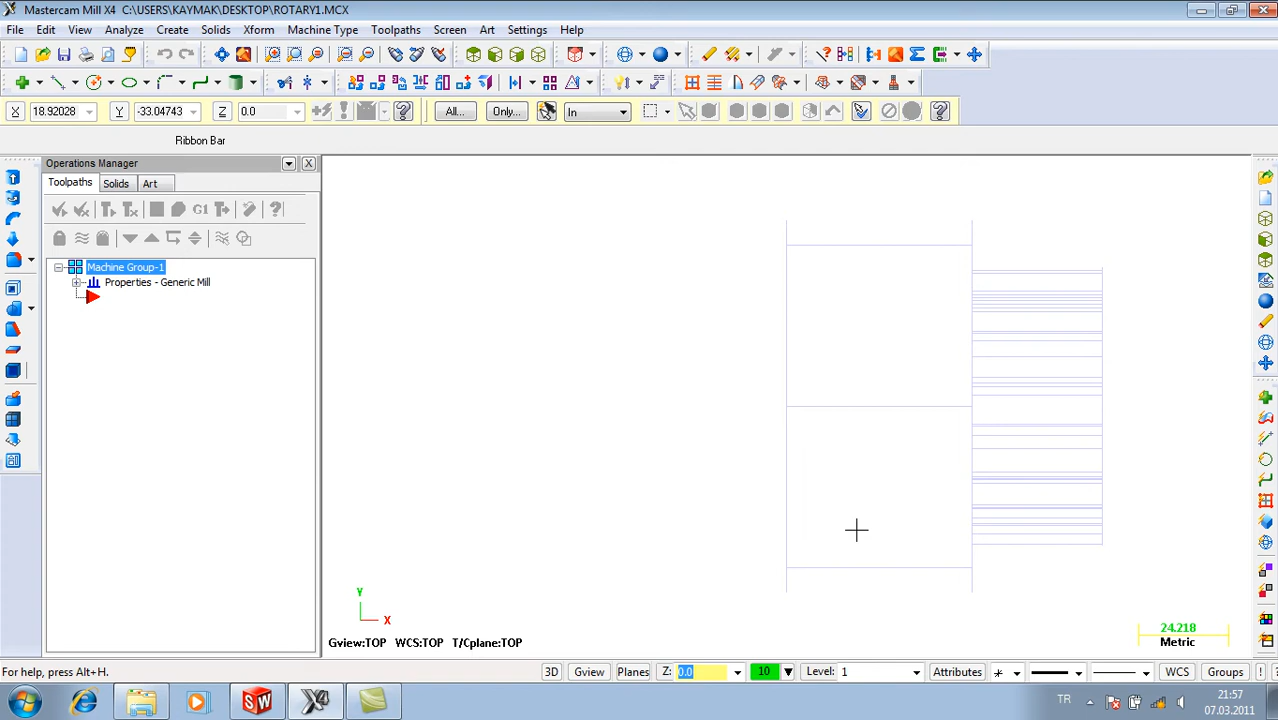 Mastercam Mill X4 C:\USERS\KAYMAK\DESKTOP\ROTARY1.MCX
File Edit View Analyze Create Solids Xform Machine Type Toolpaths Screen Art Settings Help
X 18.92028 Y -33.04743 Z 0.0 All... Only... In
Ribbon Bar
Operations Manager
Toolpaths Solids Art
G1
Machine Group-1
Properties - Generic Mill
Y
X
Gview:TOP WCS:TOP T/Cplane:TOP
24.218
Metric
For help, press Alt+H.
3D Gview Planes Z: 0.0 10 Level: 1 Attributes WCS Groups
TR
21:57
07.03.2011